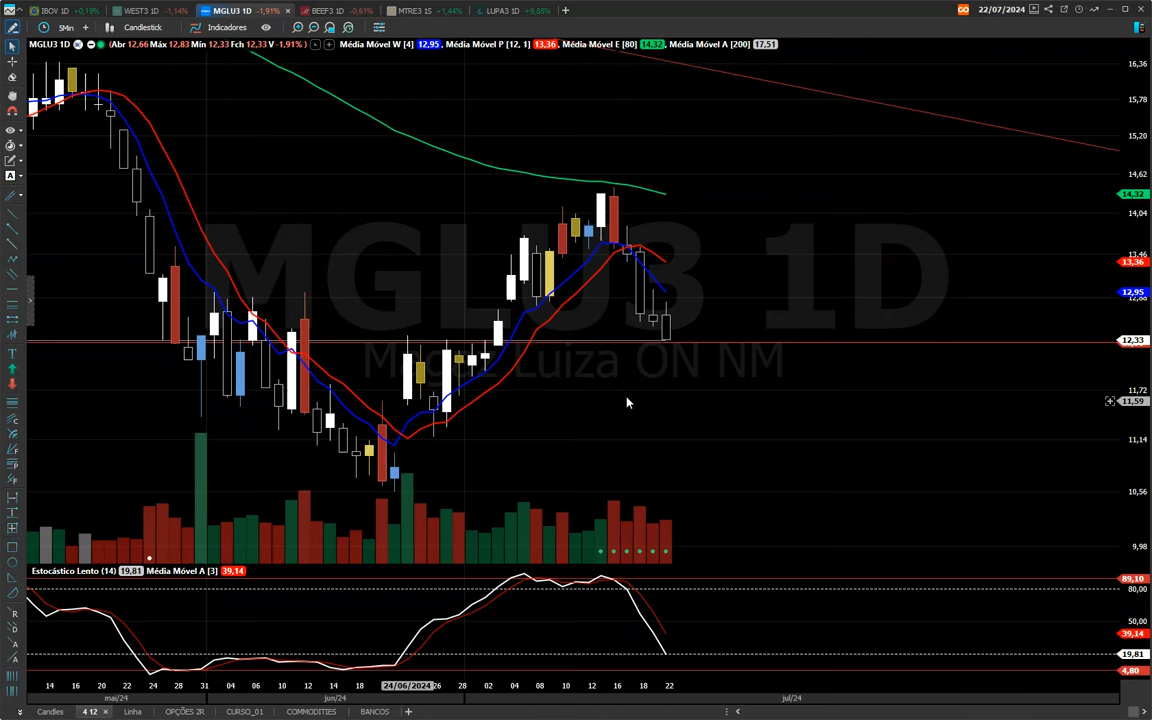 IBOV 1D +0,19% WEST3 1D -1,14% MGLU3 1D -1,91% × BEEF3 1D -0,61% MTRE3 1S +1,44% LUPA3 1D +9,88% + 22/07/2024
5Min + Candlestick Indicadores
MGLU3 1D (Abr 12,66 Máx 12,83 Mín 12,33 Fch 12,33 V -1,91%) Média Móvel W [4] 12,95, Média Móvel P [12, 1] 13,36, Média Móvel E [80] 14,32, Média Móvel A [200] 17,51
16,36
15,78
15,20
14,62
14,32
14,04
13,46
13,36
12,95
12,88
12,33
11,72
11,59
11,14
10,56
9,98
MGLU3 1D
Magaz Luiza ON NM
Estocástico Lento (14) 19,81 Média Móvel A [3] 39,14
89,10
80,00
50,00
39,14
19,81
4,80
14 16 20 22 24 28 31 04 06 10 12 14 18 24/06/2024 26 28 02 04 08 10 12 16 18 22
mai/24 jun/24 jul/24
Candles 4 12 × Linha OPÇÕES 2R CURSO_01 COMMODITIES BANCOS +